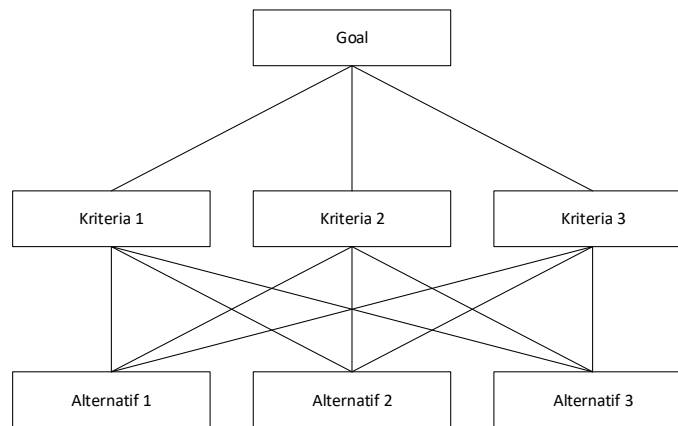 Goal
Kriteria 1
Kriteria 2
Kriteria 3
Alternatif 1
Alternatif 2
Alternatif 3